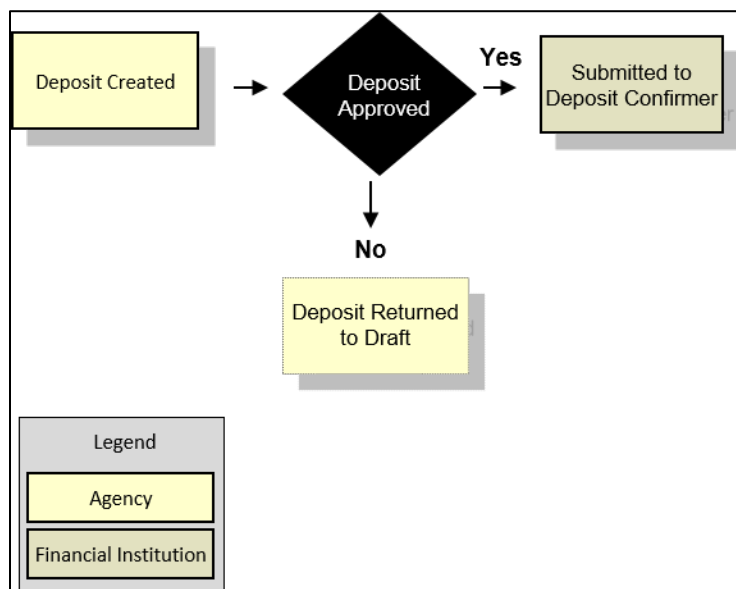 Deposit Created
Deposit
Approved
Yes
Submitted to
Deposit Confirmer
No
Deposit Returned
to Draft
Legend
Agency
Financial Institution